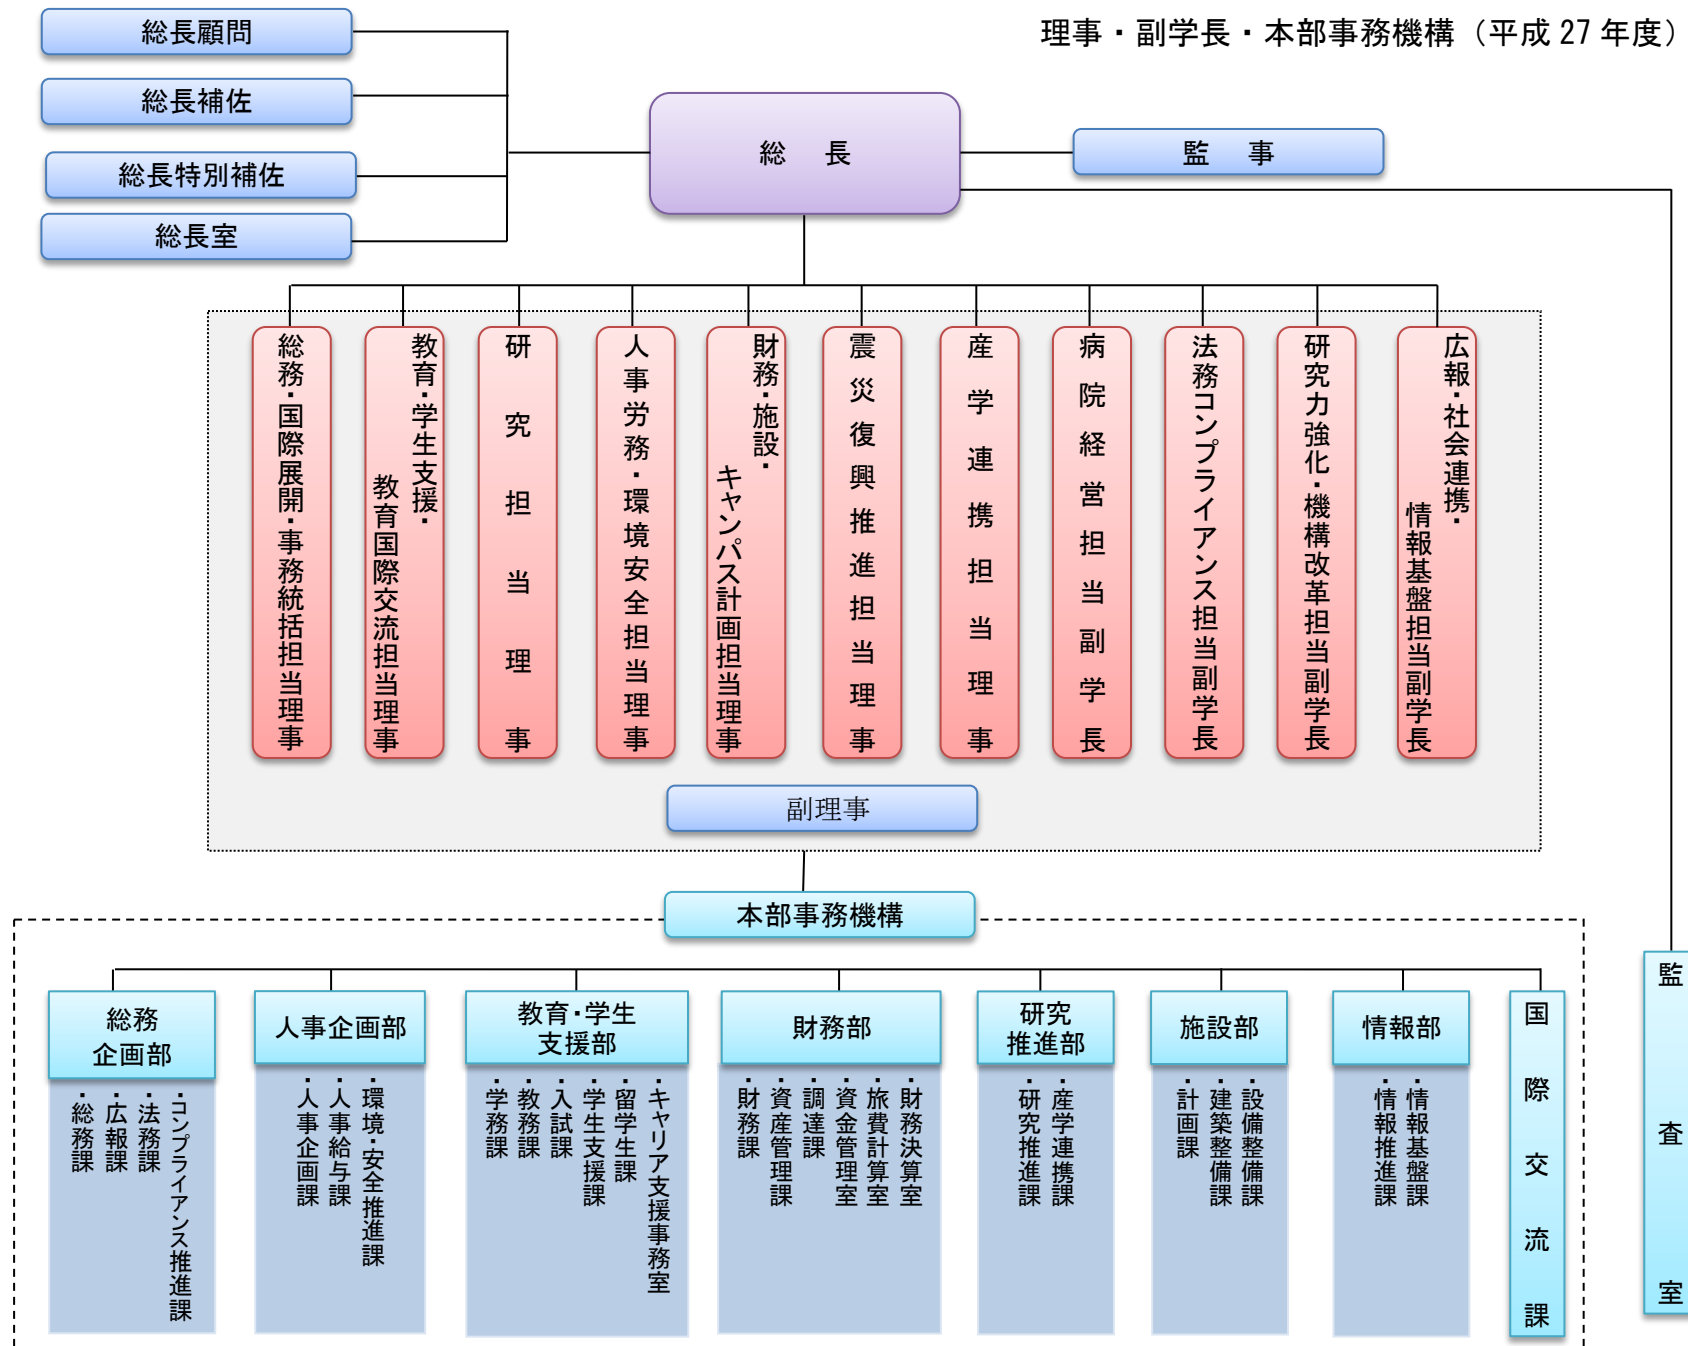 理事・副学長・本部事務機構（平成 27 年度）
総長顧問
総長補佐
総長特別補佐
総長室
総　長
監　事
総務・国際展開・事務統括担当理事
教育・学生支援・
教育国際交流担当理事
研究担当理事
人事労務・環境安全担当理事
財務・施設・
キャンパス計画担当理事
震災復興推進担当理事
産学連携担当理事
病院経営担当副学長
法務コンプライアンス担当副学長
研究力強化・機構改革担当副学長
広報・社会連携・
情報基盤担当副学長
副理事
本部事務機構
総務
企画部
・総務課
・広報課
・法務課
・コンプライアンス推進課
人事企画部
・人事企画課
・人事給与課
・環境・安全推進課
教育・学生
支援部
・学務課
・教務課
・入試課
・学生支援課
・留学生課
・キャリア支援事務室
財務部
・財務課
・資産管理課
・調達課
・資金管理室
・旅費計算室
・財務決算室
研究
推進部
・研究推進課
・産学連携課
施設部
・計画課
・建築整備課
・設備整備課
情報部
・情報推進課
・情報基盤課
国際交流課
監査室